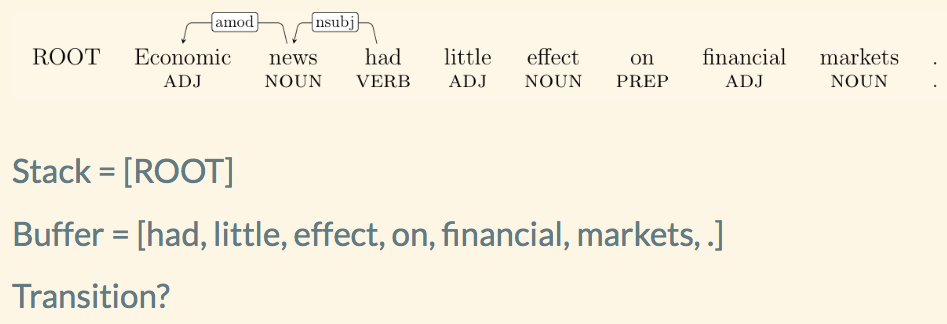 amod nsubj
ROOT Economic news had little effect on financial markets .
ADJ NOUN VERB ADJ NOUN PREP ADJ NOUN .
Stack = [ROOT]
Buffer = [had, little, effect, on, financial, markets, .]
Transition?